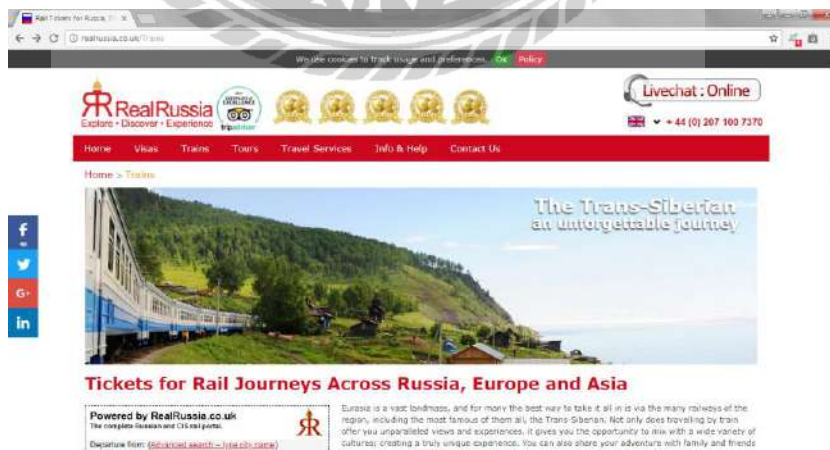 Rail Tickets for Russia,
realrussia.co.uk/Trains
We use cookies to track usage and preferences. Ok Policy
RealRussia
Explore • Discover • Experience
EXCELLENCE
tripadvisor
Livechat : Online
+ 44 (0) 207 100 7370
Home Visas Trains Tours Travel Services Info & Help Contact Us
Home > Trains
The Trans-Siberian
an unforgettable journey
f
G+
in
Tickets for Rail Journeys Across Russia, Europe and Asia
Powered by RealRussia.co.uk
The complete Russian and CIS rail portal.
Departure from: (Advanced search – type city name)
Eurasia is a vast landmass, and for many the best way to take it all in is via the many railways of the
region, including the most famous of them all, the Trans-Siberian. Not only does travelling by train
offer you unparalleled views and experiences, it gives you the opportunity to mix with a wide variety of
cultures; creating a truly unique experience. You can also share your adventure with family and friends